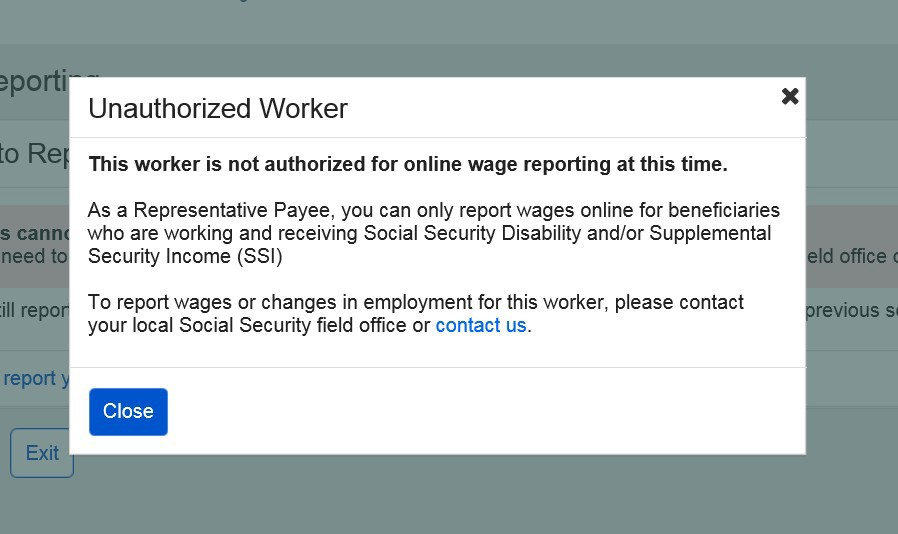 Reporting
Unauthorized Worker
to Rep
This worker is not authorized for online wage reporting at this time.
As a Representative Payee, you can only report wages online for beneficiaries
s canno
who are working and receiving Social Security Disability and/or Supplemental
need to
Security Income (SSI)
eld office
To report wages or changes in employment for this worker, please contact
ill repor
previous
your local Social Security field office or contact us.
report y
Close
Exit